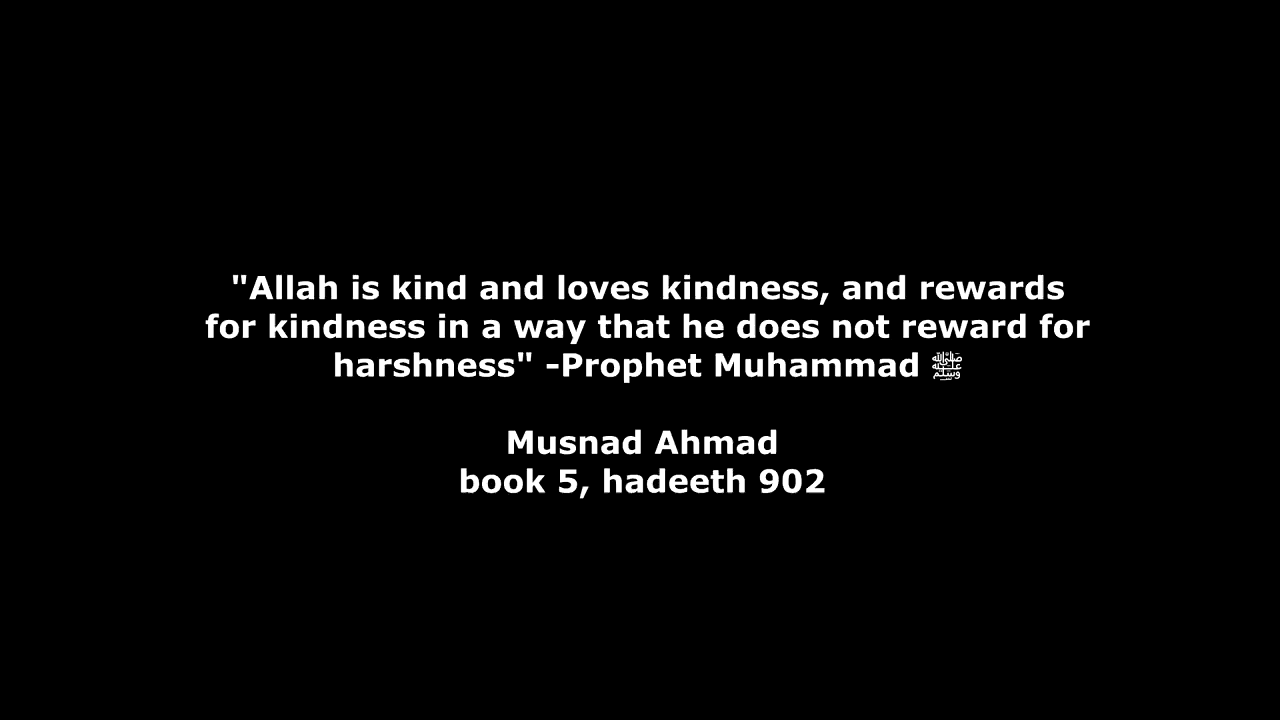 "Allah is kind and loves kindness, and rewards
for kindness in a way that he does not reward for
harshness" -Prophet Muhammad ﷺ
Musnad Ahmad
book 5, hadeeth 902